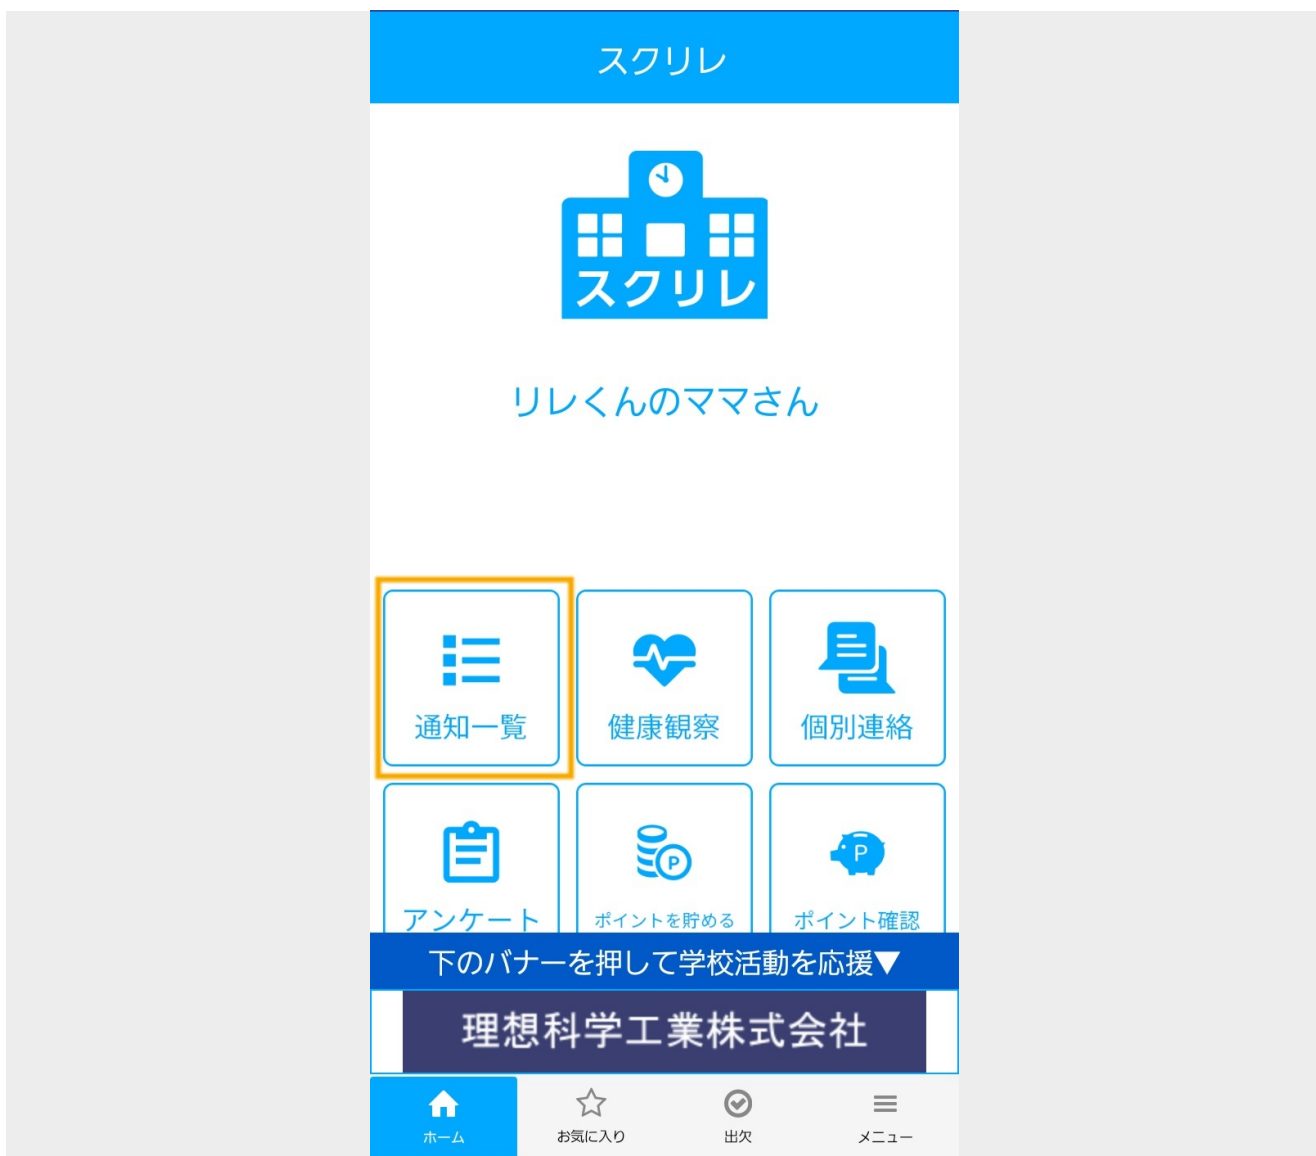 スクリレ
スクリレ
リレくんのママさん
通知一覧
健康観察
個別連絡
アンケート
P
ポイントを貯める
P
ポイント確認
下のバナーを押して学校活動を応援▼
理想科学工業株式会社
ホーム
お気に入り
出欠
メニュー